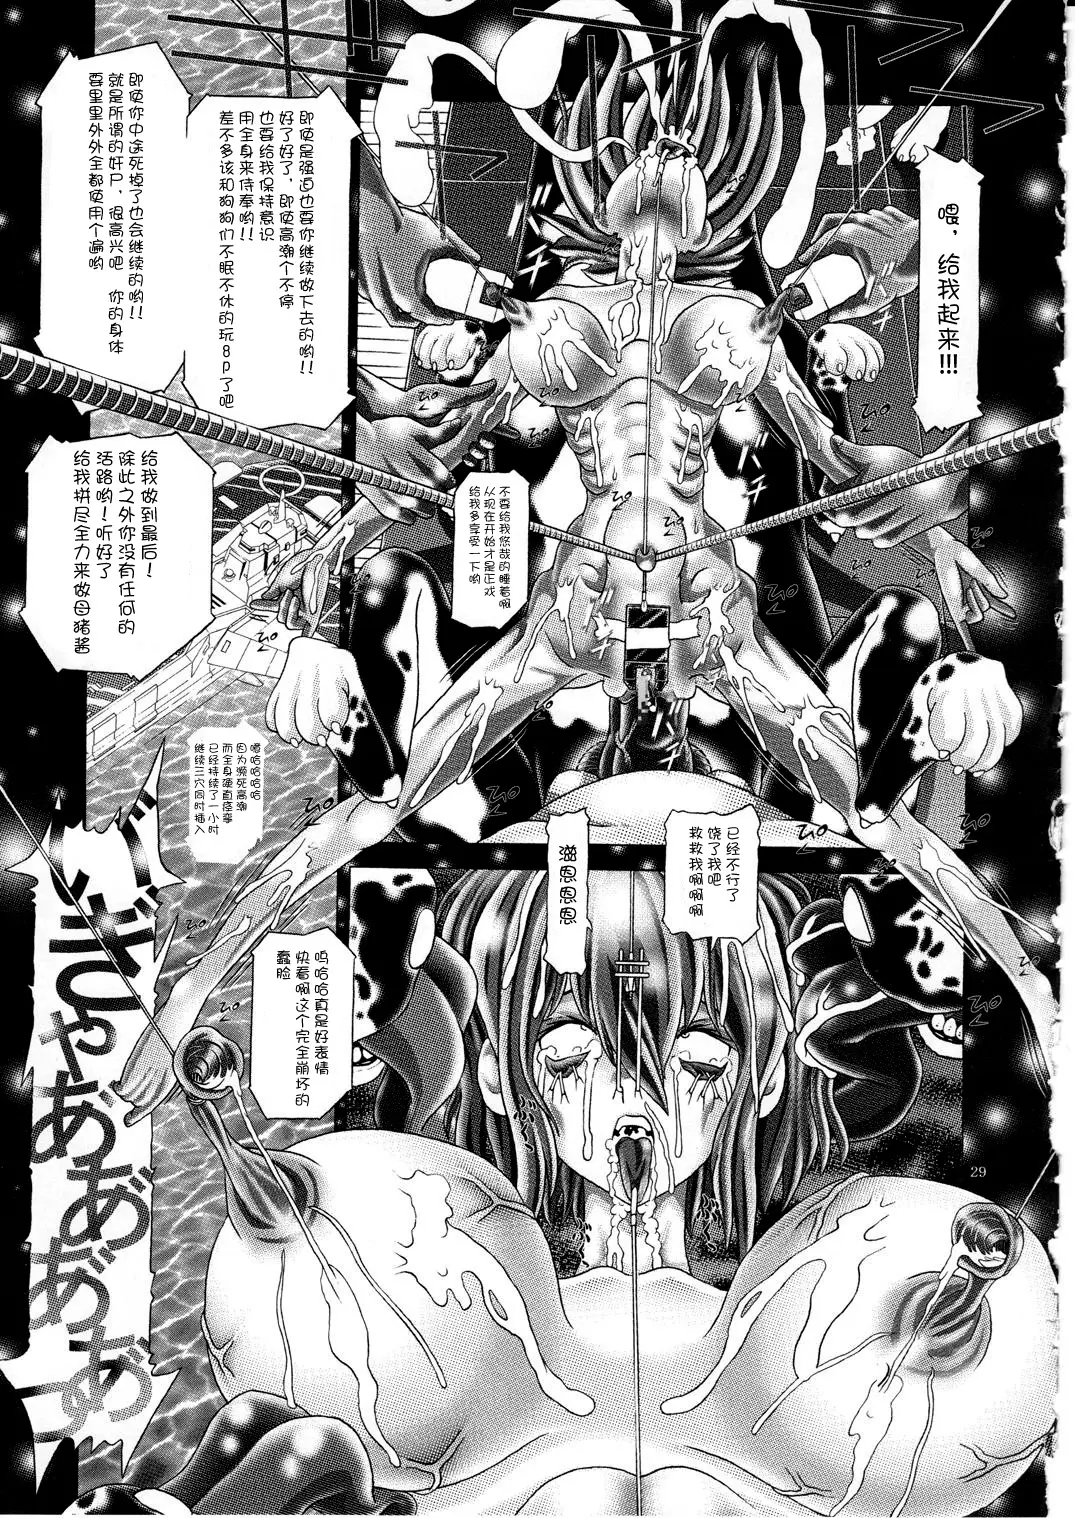 喂，给我起来!!!
即使是强迫也要你继续做下去的哟!!
好了好了，即使高潮个不停
也要给我保持意识
用全身来侍奉哟!!
差不多该和狗狗们不眠不休的玩8P了吧
即使你中途死掉了也会继续的哟!!
就是所谓的奸尸，很高兴吧 你的身体
要里里外外全都使用个遍哟
不要给我悠哉的睡着啊
从现在开始才是正戏
给我多享受一下哟
给我做到最后！
除此之外你没有任何的
活路哟！听好了
给我拼尽全力来做母猪酱
噫哈哈哈哈
因为濒死高潮
而全身硬直痉挛
已经持续了一小时
继续三穴同时插入
已经不行了
饶了我吧
救救我啊啊啊
滋恩恩恩
呜哈哈真是好表情
快看啊这个完全崩坏的
蠢脸
ぎゃああああ
29